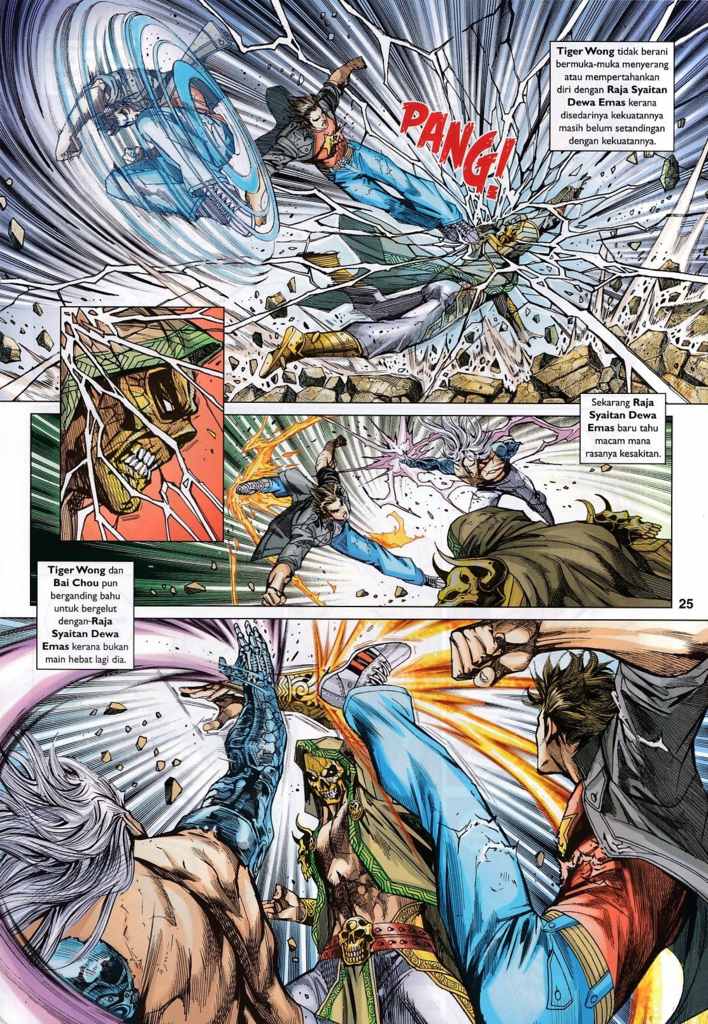 Tiger Wong tidak berani
bermuka-muka menyerang
atau mempertahankan
diri dengan Raja Syaitan
Dewa Emas kerana
disedarinya kekuatannya
masih belum setandingan
dengan kekuatannya.
PANG!
Sekarang Raja
Syaitan Dewa
Emas baru tahu
macam mana
rasanya kesakitan.
Tiger Wong dan
Bai Chou pun
berganding bahu
untuk bergelut
dengan Raja
Syaitan Dewa
Emas kerana bukan
main hebat lagi dia.
25